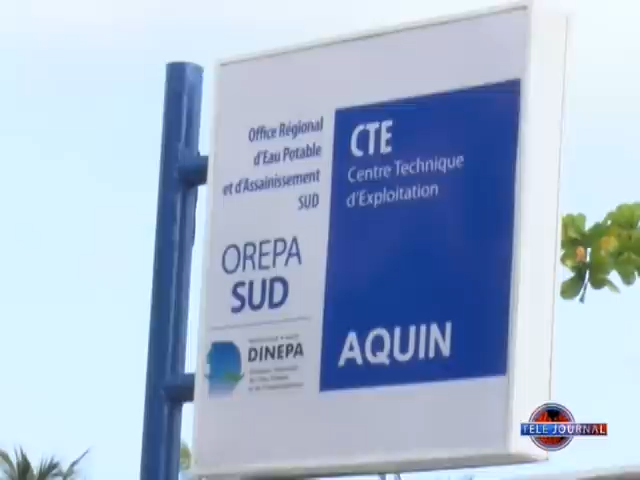 Office Régional
d'Eau Potable
et d'Assainissement
SUD
OREPA
SUD
DINEPA
CTE
Centre Technique
d'Exploitation
AQUIN
TELE JOURNAL